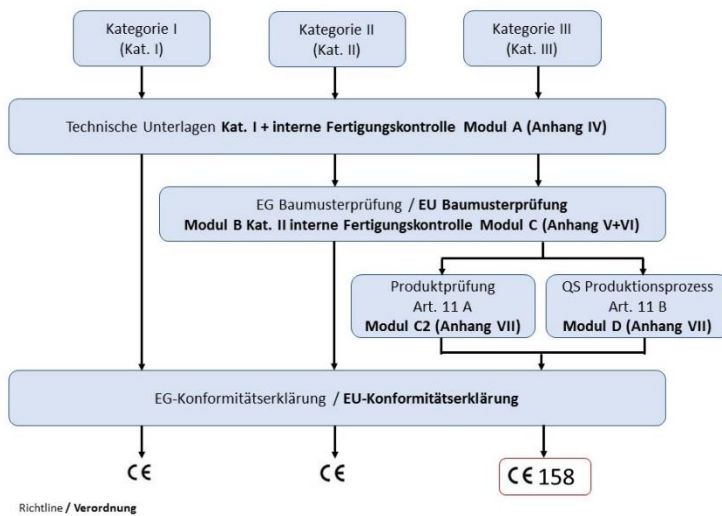 Kategorie I
(Kat. I)
Kategorie II
(Kat. II)
Kategorie III
(Kat. III)
Technische Unterlagen Kat. I + interne Fertigungskontrolle Modul A (Anhang IV)
EG Baumusterprüfung / EU Baumusterprüfung
Modul B Kat. II interne Fertigungskontrolle Modul C (Anhang V+VI)
Produktprüfung
Art. 11 A
Modul C2 (Anhang VII)
QS Produktionsprozess
Art. 11 B
Modul D (Anhang VII)
EG-Konformitätserklärung / EU-Konformitätserklärung
CE
CE
CE 158
Richtline / Verordnung